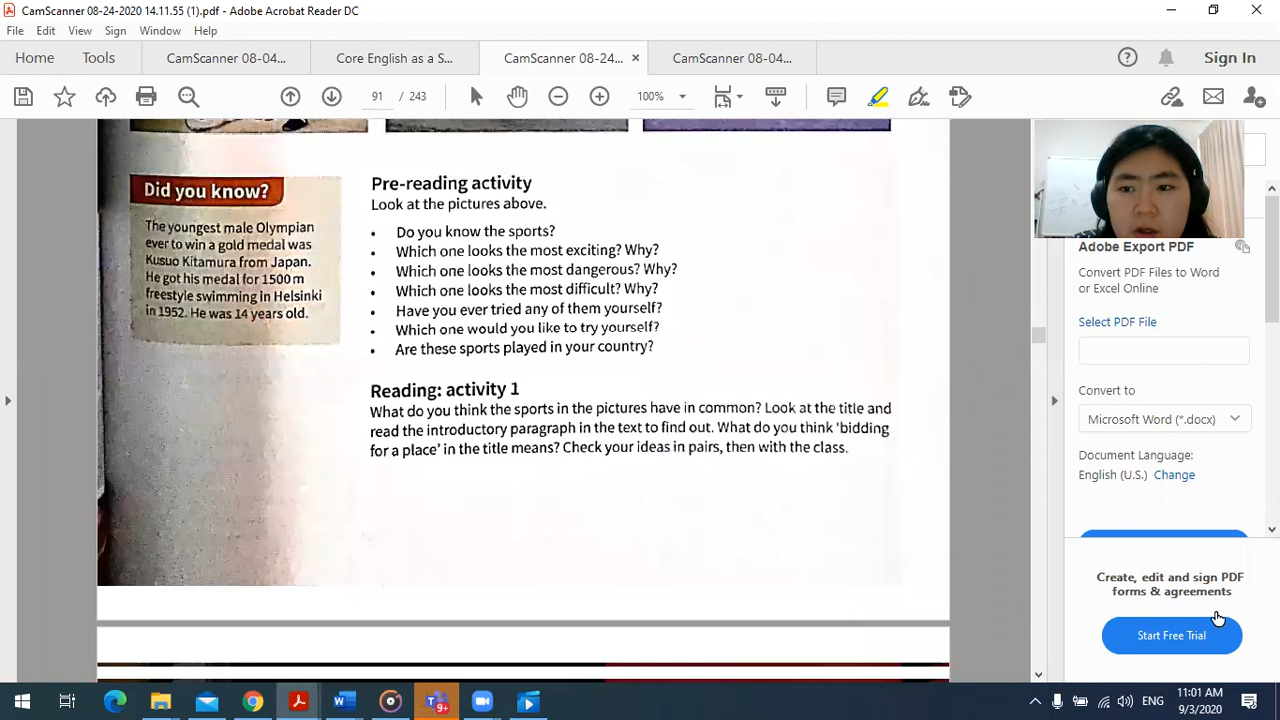 CamScanner 08-24-2020 14.11.55 (1).pdf - Adobe Acrobat Reader DC
File Edit View Sign Window Help
Home Tools CamScanner 08-04... Core English as a S... CamScanner 08-24... × CamScanner 08-04... Sign In
91 / 243 100%
Did you know?
The youngest male Olympian
ever to win a gold medal was
Kusuo Kitamura from Japan.
He got his medal for 1500 m
freestyle swimming in Helsinki
in 1952. He was 14 years old.
Pre-reading activity
Look at the pictures above.
• Do you know the sports?
• Which one looks the most exciting? Why?
• Which one looks the most dangerous? Why?
• Which one looks the most difficult? Why?
• Have you ever tried any of them yourself?
• Which one would you like to try yourself?
• Are these sports played in your country?
Reading: activity 1
What do you think the sports in the pictures have in common? Look at the title and
read the introductory paragraph in the text to find out. What do you think ‘bidding
for a place’ in the title means? Check your ideas in pairs, then with the class.
Adobe Export PDF
Convert PDF Files to Word
or Excel Online
Select PDF File
Convert to
Microsoft Word (*.docx)
Document Language:
English (U.S.) Change
Create, edit and sign PDF
forms & agreements
Start Free Trial
9+
ENG
11:01 AM
9/3/2020